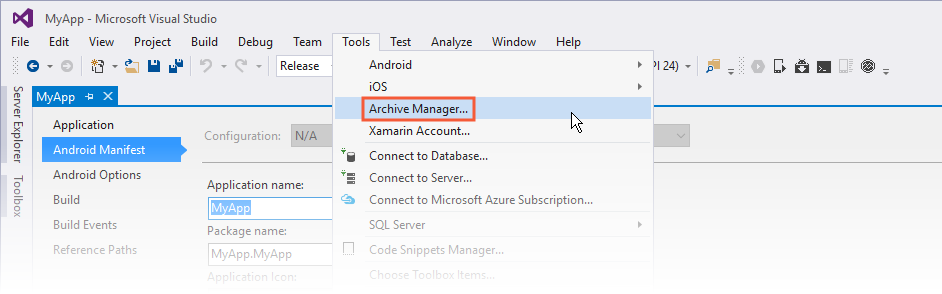 MyApp - Microsoft Visual Studio
File Edit View Project Build Debug Team Tools Test Analyze Window Help
Release PI 24)
Server Explorer
Toolbox
MyApp
Application
Android Manifest
Android Options
Build
Build Events
Reference Paths
Configuration: N/A
Application name:
MyApp
Package name:
MyApp.MyApp
Application Icon:
Android
iOS
Archive Manager...
Xamarin Account...
Connect to Database...
Connect to Server...
Connect to Microsoft Azure Subscription...
SQL Server
Code Snippets Manager...
Choose Toolbox Items...